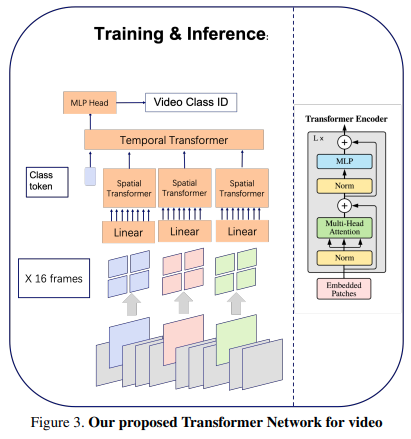 Training & Inference:
MLP Head
Video Class ID
Temporal Transformer
Class
token
Spatial
Transformer
Spatial
Transformer
Spatial
Transformer
Linear
Linear
Linear
X 16 frames
Transformer Encoder
L x
+
MLP
Norm
+
Multi-Head
Attention
Norm
Embedded
Patches
Figure 3. Our proposed Transformer Network for video